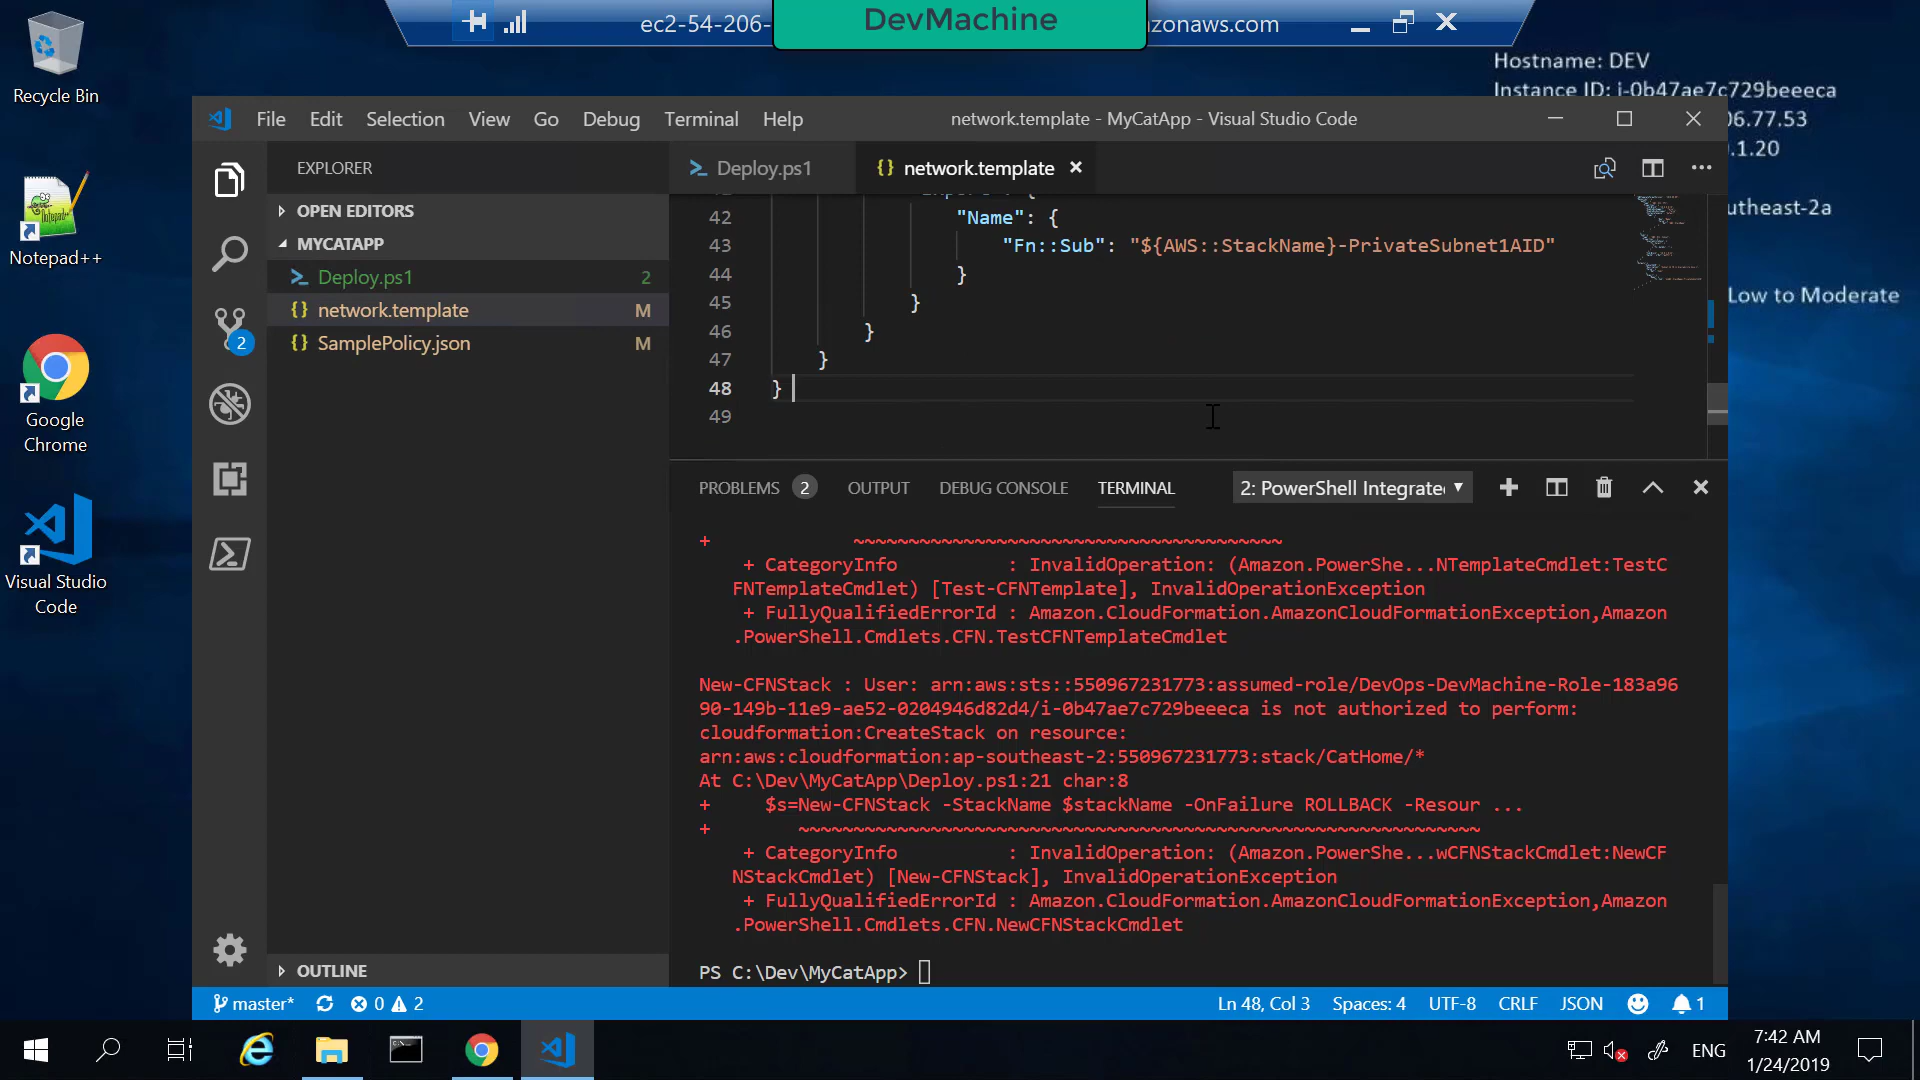 ec2-54-206-
DevMachine
zonaws.com
Recycle Bin
Notepad++
Google
Chrome
Visual Studio
Code
Hostname: DEV
Instance ID: i-0b47ae7c729beeeca
06.77.53
.1.20
utheast-2a
Low to Moderate
File Edit Selection View Go Debug Terminal Help
network.template - MyCatApp - Visual Studio Code
EXPLORER
OPEN EDITORS
MYCATAPP
Deploy.ps1 2
network.template M
SamplePolicy.json M
2
OUTLINE
Deploy.ps1
network.template
42 "Name": {
43 "Fn::Sub": "${AWS::StackName}-PrivateSubnet1AID"
44 }
45 }
46 }
47 }
48 }
49
PROBLEMS 2 OUTPUT DEBUG CONSOLE TERMINAL
2: PowerShell Integrate
+ ~~~~~~~~~~~~~~~~~~~~~~~~~~~~~~~~~~~~~~~
+ CategoryInfo : InvalidOperation: (Amazon.PowerShe...NTemplateCmdlet:TestC
FNTemplateCmdlet) [Test-CFNTemplate], InvalidOperationException
+ FullyQualifiedErrorId : Amazon.CloudFormation.AmazonCloudFormationException,Amazon
.PowerShell.Cmdlets.CFN.TestCFNTemplateCmdlet
New-CFNStack : User: arn:aws:sts::550967231773:assumed-role/DevOps-DevMachine-Role-183a96
90-149b-11e9-ae52-0204946d82d4/i-0b47ae7c729beeeca is not authorized to perform:
cloudformation:CreateStack on resource:
arn:aws:cloudformation:ap-southeast-2:550967231773:stack/CatHome/*
At C:\Dev\MyCatApp\Deploy.ps1:21 char:8
+ $s=New-CFNStack -StackName $stackName -OnFailure ROLLBACK -Resour ...
+ ~~~~~~~~~~~~~~~~~~~~~~~~~~~~~~~~~~~~~~~~~~~~~~~~~~~~~~~~~~~~~~
+ CategoryInfo : InvalidOperation: (Amazon.PowerShe...wCFNStackCmdlet:NewCF
NStackCmdlet) [New-CFNStack], InvalidOperationException
+ FullyQualifiedErrorId : Amazon.CloudFormation.AmazonCloudFormationException,Amazon
.PowerShell.Cmdlets.CFN.NewCFNStackCmdlet
PS C:\Dev\MyCatApp>
master* 0 2
Ln 48, Col 3 Spaces: 4 UTF-8 CRLF JSON 1
ENG
7:42 AM
1/24/2019